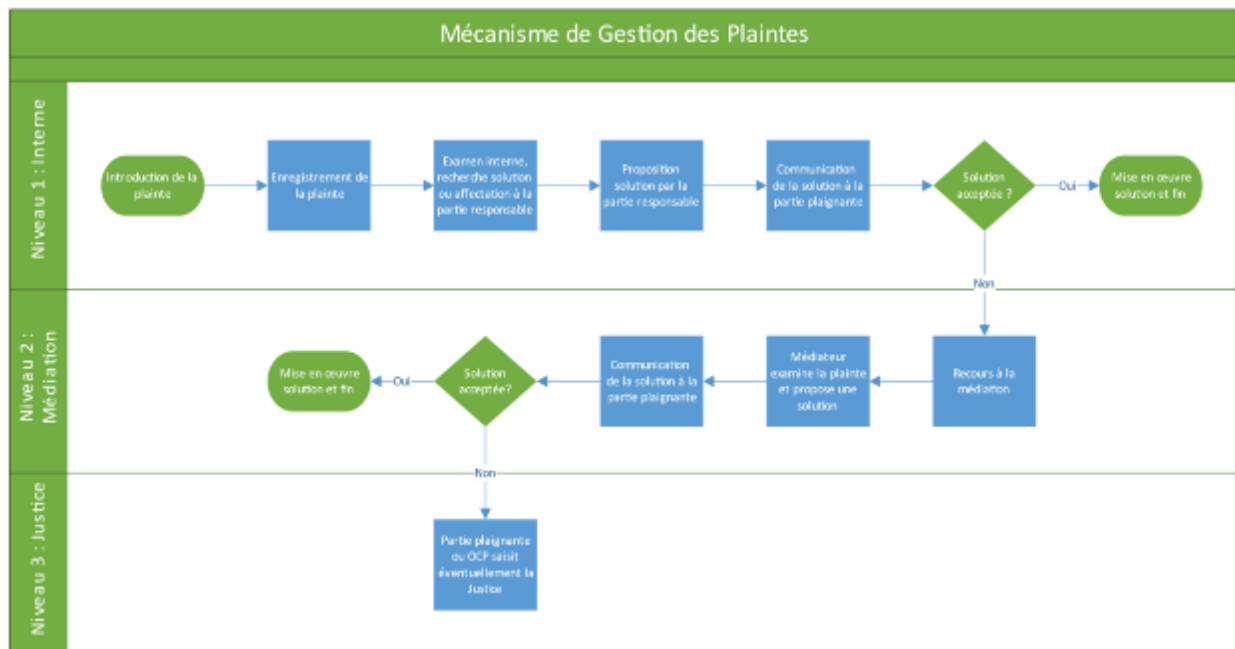 Mécanisme de Gestion des Plaintes
Niveau 1 : Interne
Introduction de la
plainte
Enregistrement de
la plainte
Examen interne,
recherche solution
ou affectation à la
partie responsable
Proposition
solution par la
partie responsable
Communication
de la solution à la
partie plaignante
Solution
acceptée ?
Oui
Mise en œuvre
solution et fin
Non
Niveau 2 :
Médiation
Recours à la
médiation
Médiateur
examine la plainte
et propose une
solution
Communication
de la solution à la
partie plaignante
Solution
acceptée?
Oui
Mise en œuvre
solution et fin
Non
Niveau 3 : Justice
Partie plaignante
ou OCP saisit
éventuellement la
Justice